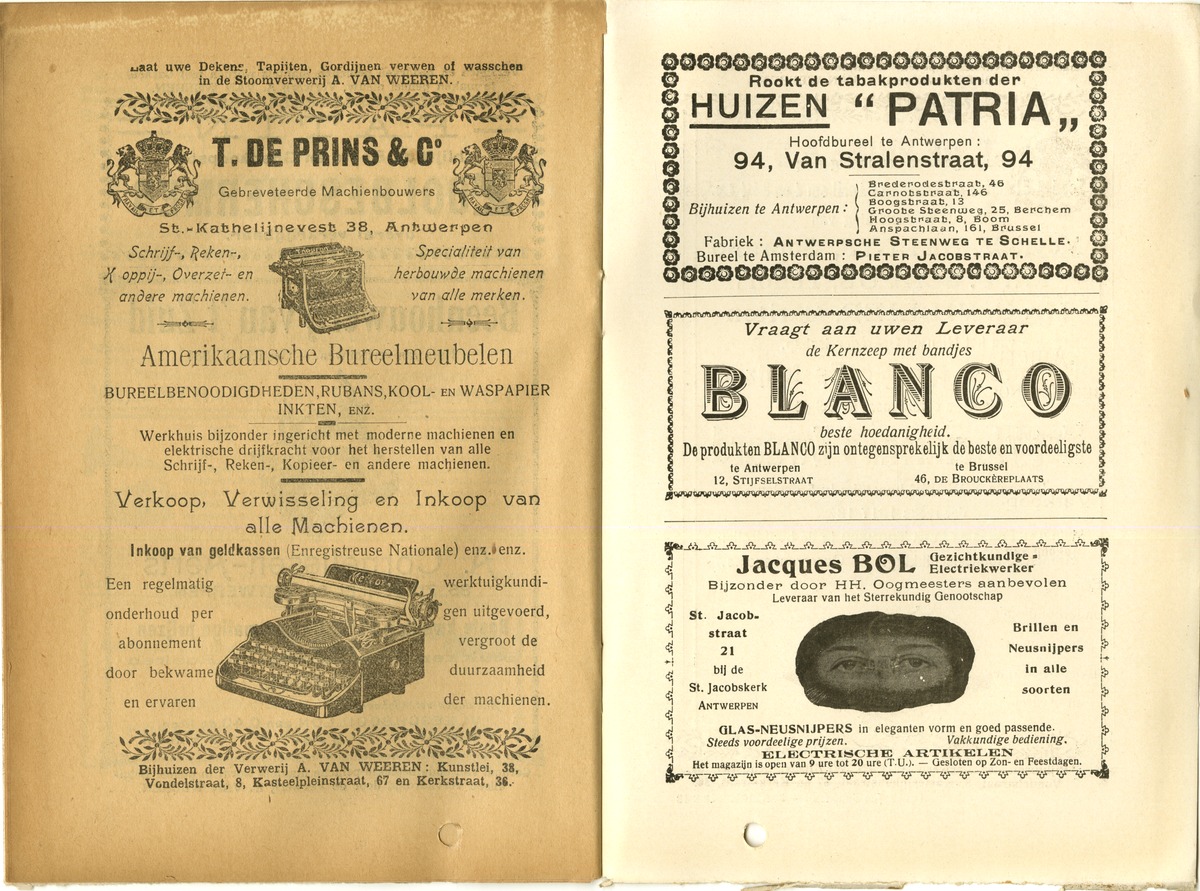 Laat uwe Dekens, Tapijten, Gordijnen verwen of wasschen
in de Stoomverwerij A. VAN WEEREN.
T. DE PRINS & Cº
Gebreveteerde Machienbouwers
St.-Kathelijnevest 38, Antwerpen
Schrijf-, Reken-,
Koppij-, Overzet- en
andere machienen.
Specialiteit van
herbouwde machienen
van alle merken.
Amerikaansche Bureelmeubelen
BUREELBENOODIGDHEDEN, RUBANS, KOOL- EN WASPAPIER
INKTEN, ENZ.
Werkhuis bijzonder ingericht met moderne machienen en
elektrische drijfkracht voor het herstellen van alle
Schrijf-, Reken-, Kopieer- en andere machienen.
Verkoop, Verwisseling en Inkoop van
alle Machienen.
Inkoop van geldkassen (Enregistreuse Nationale) enz. enz.
Een regelmatig
onderhoud per
abonnement
door bekwame
en ervaren
werktuigkundi-
gen uitgevoerd,
vergroot de
duurzaamheid
der machienen.
Bijhuizen der Verwerij A. VAN WEEREN: Kunstlei, 38,
Vondelstraat, 8, Kasteelpleinstraat, 67 en Kerkstraat, 36.
Rookt de tabakprodukten der
HUIZEN “ PATRIA „
Hoofdbureel te Antwerpen :
94, Van Stralenstraat, 94
Bijhuizen te Antwerpen :
Brederodestraat, 46
Carnotstraat, 146
Boogstraat, 13
Groote Steenweg, 25, Berchem
Hoogstraat, 8, Boom
Anspachlaan, 161, Brussel
Fabriek : ANTWERPSCHE STEENWEG TE SCHELLE.
Bureel te Amsterdam : PIETER JACOBSTRAAT.
Vraagt aan uwen Leveraar
de Kernzeep met bandjes
BLANCO
beste hoedanigheid.
De produkten BLANCO zijn ontegensprekelijk de beste en voordeeligste
te Antwerpen
12, STIJFSELSTRAAT
te Brussel
46, DE BROUCKÈREPLAATS
Jacques BOL Gezichtkundige-
Electriekwerker
Bijzonder door HH. Oogmeesters aanbevolen
Leveraar van het Sterrekundig Genootschap
St. Jacob-
straat
21
bij de
St. Jacobskerk
ANTWERPEN
Brillen en
Neusnijpers
in alle
soorten
GLAS-NEUSNIJPERS in eleganten vorm en goed passende.
Steeds voordeelige prijzen. Vakkundige bediening.
ELECTRISCHE ARTIKELEN
Het magazijn is open van 9 ure tot 20 ure (T.U.). — Gesloten op Zon- en Feestdagen.